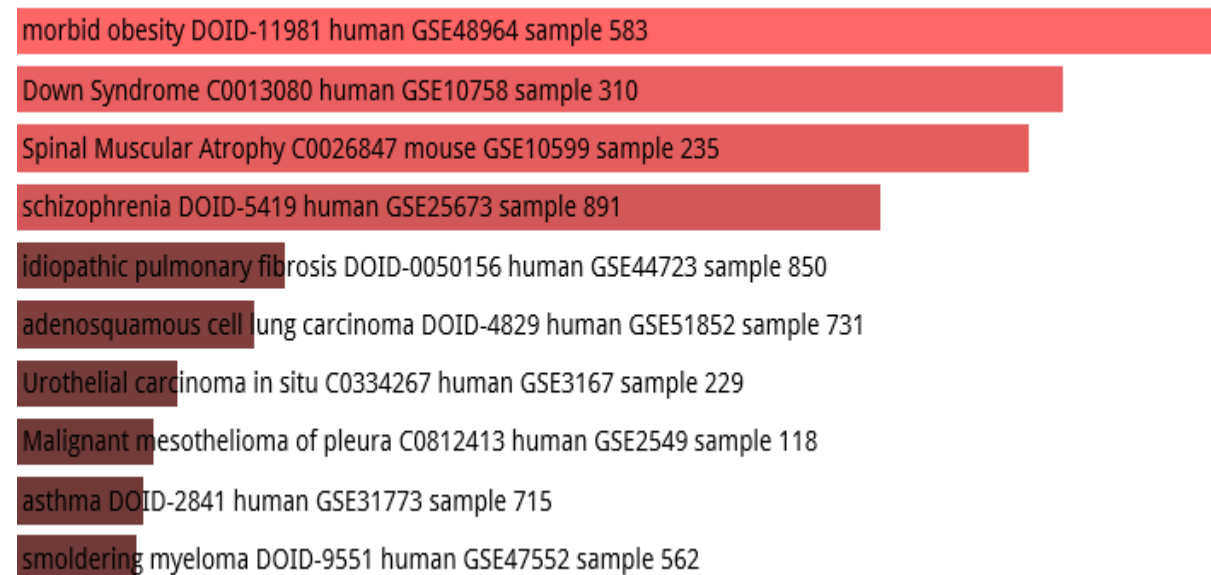 morbid obesity DOID-11981 human GSE48964 sample 583
Down Syndrome C0013080 human GSE10758 sample 310
Spinal Muscular Atrophy C0026847 mouse GSE10599 sample 235
schizophrenia DOID-5419 human GSE25673 sample 891
idiopathic pulmonary fibrosis DOID-0050156 human GSE44723 sample 850
adenosquamous cell lung carcinoma DOID-4829 human GSE51852 sample 731
Urothelial carcinoma in situ C0334267 human GSE3167 sample 229
Malignant mesothelioma of pleura C0812413 human GSE2549 sample 118
asthma DOID-2841 human GSE31773 sample 715
smoldering myeloma DOID-9551 human GSE47552 sample 562